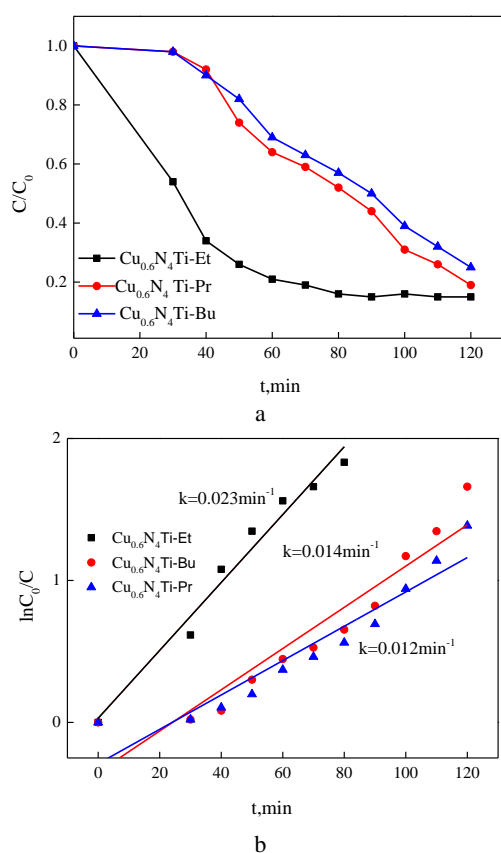 1.0
0.8
0.6
0.4
0.2
C/C₀
Cu₀.₆N₄Ti-Et
Cu₀.₆N₄ Ti-Pr
Cu₀.₆N₄Ti-Bu
0 20 40 60 80 100 120
t,min
a
2
1
0
lnC₀/C
k=0.023min⁻¹
Cu₀.₆N₄Ti-Et
Cu₀.₆N₄Ti-Bu
Cu₀.₆N₄Ti-Pr
k=0.014min⁻¹
k=0.012min⁻¹
0 20 40 60 80 100 120
t,min
b